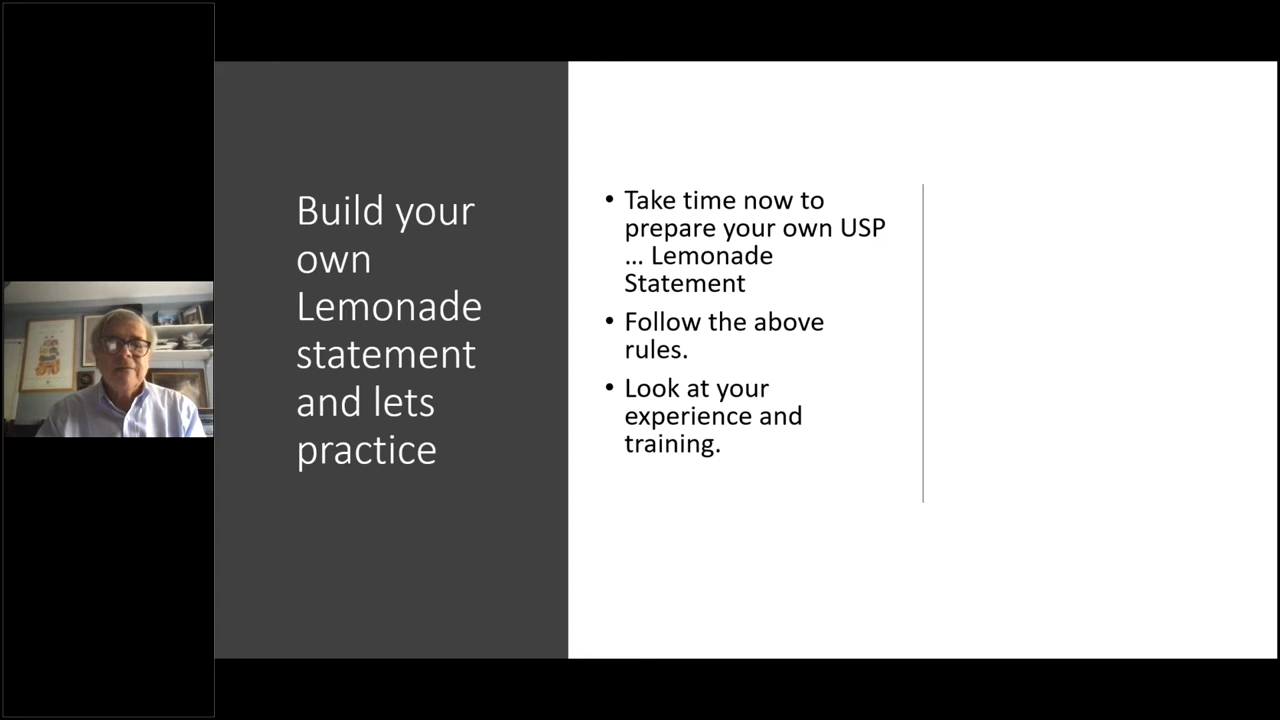 Build your
own
Lemonade
statement
and lets
practice
• Take time now to
prepare your own USP
... Lemonade
Statement
• Follow the above
rules.
• Look at your
experience and
training.